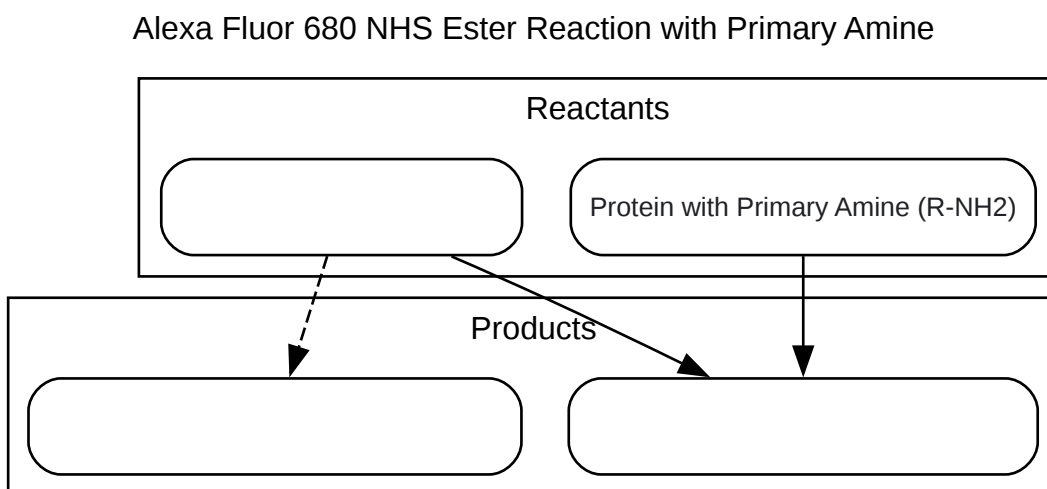 Alexa Fluor 680 NHS Ester Reaction with Primary Amine
Reactants
Protein with Primary Amine (R-NH2)
Products